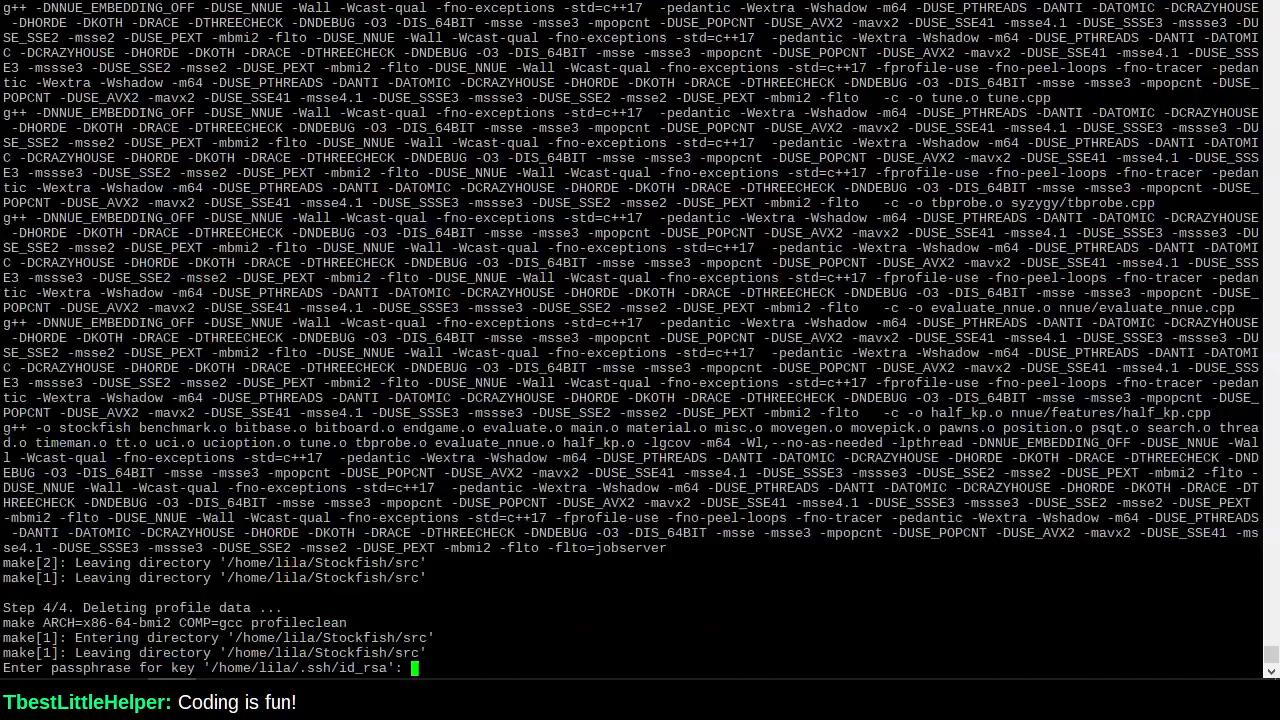 g++ -DNNUE_EMBEDDING_OFF -DUSE_NNUE -Wall -Wcast-qual -fno-exceptions -std=c++17  -pedantic -Wextra -Wshadow -m64 -DUSE_PTHREADS -DANTI -DATOMIC -DCRAZYHOUSE
 -DHORDE -DKOTH -DRACE -DTHREECHECK -DNDEBUG -O3 -DIS_64BIT -msse -msse3 -mpopcnt -DUSE_POPCNT -DUSE_AVX2 -mavx2 -DUSE_SSE41 -msse4.1 -DUSE_SSSE3 -mssse3 -DU
SE_SSE2 -msse2 -DUSE_PEXT -mbmi2 -flto -DUSE_NNUE -Wall -Wcast-qual -fno-exceptions -std=c++17  -pedantic -Wextra -Wshadow -m64 -DUSE_PTHREADS -DANTI -DATOMI
C -DCRAZYHOUSE -DHORDE -DKOTH -DRACE -DTHREECHECK -DNDEBUG -O3 -DIS_64BIT -msse -msse3 -mpopcnt -DUSE_POPCNT -DUSE_AVX2 -mavx2 -DUSE_SSE41 -msse4.1 -DUSE_SSS
E3 -mssse3 -DUSE_SSE2 -msse2 -DUSE_PEXT -mbmi2 -flto -DUSE_NNUE -Wall -Wcast-qual -fno-exceptions -std=c++17 -fprofile-use -fno-peel-loops -fno-tracer -pedan
tic -Wextra -Wshadow -m64 -DUSE_PTHREADS -DANTI -DATOMIC -DCRAZYHOUSE -DHORDE -DKOTH -DRACE -DTHREECHECK -DNDEBUG -O3 -DIS_64BIT -msse -msse3 -mpopcnt -DUSE_
POPCNT -DUSE_AVX2 -mavx2 -DUSE_SSE41 -msse4.1 -DUSE_SSSE3 -mssse3 -DUSE_SSE2 -msse2 -DUSE_PEXT -mbmi2 -flto   -c -o tune.o tune.cpp
g++ -DNNUE_EMBEDDING_OFF -DUSE_NNUE -Wall -Wcast-qual -fno-exceptions -std=c++17  -pedantic -Wextra -Wshadow -m64 -DUSE_PTHREADS -DANTI -DATOMIC -DCRAZYHOUSE
 -DHORDE -DKOTH -DRACE -DTHREECHECK -DNDEBUG -O3 -DIS_64BIT -msse -msse3 -mpopcnt -DUSE_POPCNT -DUSE_AVX2 -mavx2 -DUSE_SSE41 -msse4.1 -DUSE_SSSE3 -mssse3 -DU
SE_SSE2 -msse2 -DUSE_PEXT -mbmi2 -flto -DUSE_NNUE -Wall -Wcast-qual -fno-exceptions -std=c++17  -pedantic -Wextra -Wshadow -m64 -DUSE_PTHREADS -DANTI -DATOMI
C -DCRAZYHOUSE -DHORDE -DKOTH -DRACE -DTHREECHECK -DNDEBUG -O3 -DIS_64BIT -msse -msse3 -mpopcnt -DUSE_POPCNT -DUSE_AVX2 -mavx2 -DUSE_SSE41 -msse4.1 -DUSE_SSS
E3 -mssse3 -DUSE_SSE2 -msse2 -DUSE_PEXT -mbmi2 -flto -DUSE_NNUE -Wall -Wcast-qual -fno-exceptions -std=c++17 -fprofile-use -fno-peel-loops -fno-tracer -pedan
tic -Wextra -Wshadow -m64 -DUSE_PTHREADS -DANTI -DATOMIC -DCRAZYHOUSE -DHORDE -DKOTH -DRACE -DTHREECHECK -DNDEBUG -O3 -DIS_64BIT -msse -msse3 -mpopcnt -DUSE_
POPCNT -DUSE_AVX2 -mavx2 -DUSE_SSE41 -msse4.1 -DUSE_SSSE3 -mssse3 -DUSE_SSE2 -msse2 -DUSE_PEXT -mbmi2 -flto   -c -o tbprobe.o syzygy/tbprobe.cpp
g++ -DNNUE_EMBEDDING_OFF -DUSE_NNUE -Wall -Wcast-qual -fno-exceptions -std=c++17  -pedantic -Wextra -Wshadow -m64 -DUSE_PTHREADS -DANTI -DATOMIC -DCRAZYHOUSE
 -DHORDE -DKOTH -DRACE -DTHREECHECK -DNDEBUG -O3 -DIS_64BIT -msse -msse3 -mpopcnt -DUSE_POPCNT -DUSE_AVX2 -mavx2 -DUSE_SSE41 -msse4.1 -DUSE_SSSE3 -mssse3 -DU
SE_SSE2 -msse2 -DUSE_PEXT -mbmi2 -flto -DUSE_NNUE -Wall -Wcast-qual -fno-exceptions -std=c++17  -pedantic -Wextra -Wshadow -m64 -DUSE_PTHREADS -DANTI -DATOMI
C -DCRAZYHOUSE -DHORDE -DKOTH -DRACE -DTHREECHECK -DNDEBUG -O3 -DIS_64BIT -msse -msse3 -mpopcnt -DUSE_POPCNT -DUSE_AVX2 -mavx2 -DUSE_SSE41 -msse4.1 -DUSE_SSS
E3 -mssse3 -DUSE_SSE2 -msse2 -DUSE_PEXT -mbmi2 -flto -DUSE_NNUE -Wall -Wcast-qual -fno-exceptions -std=c++17 -fprofile-use -fno-peel-loops -fno-tracer -pedan
tic -Wextra -Wshadow -m64 -DUSE_PTHREADS -DANTI -DATOMIC -DCRAZYHOUSE -DHORDE -DKOTH -DRACE -DTHREECHECK -DNDEBUG -O3 -DIS_64BIT -msse -msse3 -mpopcnt -DUSE_
POPCNT -DUSE_AVX2 -mavx2 -DUSE_SSE41 -msse4.1 -DUSE_SSSE3 -mssse3 -DUSE_SSE2 -msse2 -DUSE_PEXT -mbmi2 -flto   -c -o evaluate_nnue.o nnue/evaluate_nnue.cpp
g++ -DNNUE_EMBEDDING_OFF -DUSE_NNUE -Wall -Wcast-qual -fno-exceptions -std=c++17  -pedantic -Wextra -Wshadow -m64 -DUSE_PTHREADS -DANTI -DATOMIC -DCRAZYHOUSE
 -DHORDE -DKOTH -DRACE -DTHREECHECK -DNDEBUG -O3 -DIS_64BIT -msse -msse3 -mpopcnt -DUSE_POPCNT -DUSE_AVX2 -mavx2 -DUSE_SSE41 -msse4.1 -DUSE_SSSE3 -mssse3 -DU
SE_SSE2 -msse2 -DUSE_PEXT -mbmi2 -flto -DUSE_NNUE -Wall -Wcast-qual -fno-exceptions -std=c++17  -pedantic -Wextra -Wshadow -m64 -DUSE_PTHREADS -DANTI -DATOMI
C -DCRAZYHOUSE -DHORDE -DKOTH -DRACE -DTHREECHECK -DNDEBUG -O3 -DIS_64BIT -msse -msse3 -mpopcnt -DUSE_POPCNT -DUSE_AVX2 -mavx2 -DUSE_SSE41 -msse4.1 -DUSE_SSS
E3 -mssse3 -DUSE_SSE2 -msse2 -DUSE_PEXT -mbmi2 -flto -DUSE_NNUE -Wall -Wcast-qual -fno-exceptions -std=c++17 -fprofile-use -fno-peel-loops -fno-tracer -pedan
tic -Wextra -Wshadow -m64 -DUSE_PTHREADS -DANTI -DATOMIC -DCRAZYHOUSE -DHORDE -DKOTH -DRACE -DTHREECHECK -DNDEBUG -O3 -DIS_64BIT -msse -msse3 -mpopcnt -DUSE_
POPCNT -DUSE_AVX2 -mavx2 -DUSE_SSE41 -msse4.1 -DUSE_SSSE3 -mssse3 -DUSE_SSE2 -msse2 -DUSE_PEXT -mbmi2 -flto   -c -o half_kp.o nnue/features/half_kp.cpp
g++ -o stockfish benchmark.o bitbase.o bitboard.o endgame.o evaluate.o main.o material.o misc.o movegen.o movepick.o pawns.o position.o psqt.o search.o threa
d.o timeman.o tt.o uci.o ucioption.o tune.o tbprobe.o evaluate_nnue.o half_kp.o -lgcov -m64 -Wl,--no-as-needed -lpthread -DNNUE_EMBEDDING_OFF -DUSE_NNUE -Wal
l -Wcast-qual -fno-exceptions -std=c++17  -pedantic -Wextra -Wshadow -m64 -DUSE_PTHREADS -DANTI -DATOMIC -DCRAZYHOUSE -DHORDE -DKOTH -DRACE -DTHREECHECK -DND
EBUG -O3 -DIS_64BIT -msse -msse3 -mpopcnt -DUSE_POPCNT -DUSE_AVX2 -mavx2 -DUSE_SSE41 -msse4.1 -DUSE_SSSE3 -mssse3 -DUSE_SSE2 -msse2 -DUSE_PEXT -mbmi2 -flto -
DUSE_NNUE -Wall -Wcast-qual -fno-exceptions -std=c++17  -pedantic -Wextra -Wshadow -m64 -DUSE_PTHREADS -DANTI -DATOMIC -DCRAZYHOUSE -DHORDE -DKOTH -DRACE -DT
HREECHECK -DNDEBUG -O3 -DIS_64BIT -msse -msse3 -mpopcnt -DUSE_POPCNT -DUSE_AVX2 -mavx2 -DUSE_SSE41 -msse4.1 -DUSE_SSSE3 -mssse3 -DUSE_SSE2 -msse2 -DUSE_PEXT
-mbmi2 -flto -DUSE_NNUE -Wall -Wcast-qual -fno-exceptions -std=c++17 -fprofile-use -fno-peel-loops -fno-tracer -pedantic -Wextra -Wshadow -m64 -DUSE_PTHREADS
 -DANTI -DATOMIC -DCRAZYHOUSE -DHORDE -DKOTH -DRACE -DTHREECHECK -DNDEBUG -O3 -DIS_64BIT -msse -msse3 -mpopcnt -DUSE_POPCNT -DUSE_AVX2 -mavx2 -DUSE_SSE41 -ms
se4.1 -DUSE_SSSE3 -mssse3 -DUSE_SSE2 -msse2 -DUSE_PEXT -mbmi2 -flto -flto=jobserver
make[2]: Leaving directory '/home/lila/Stockfish/src'
make[1]: Leaving directory '/home/lila/Stockfish/src'
Step 4/4. Deleting profile data ...
make ARCH=x86-64-bmi2 COMP=gcc profileclean
make[1]: Entering directory '/home/lila/Stockfish/src'
make[1]: Leaving directory '/home/lila/Stockfish/src'
Enter passphrase for key '/home/lila/.ssh/id_rsa':
TbestLittleHelper: Coding is fun!